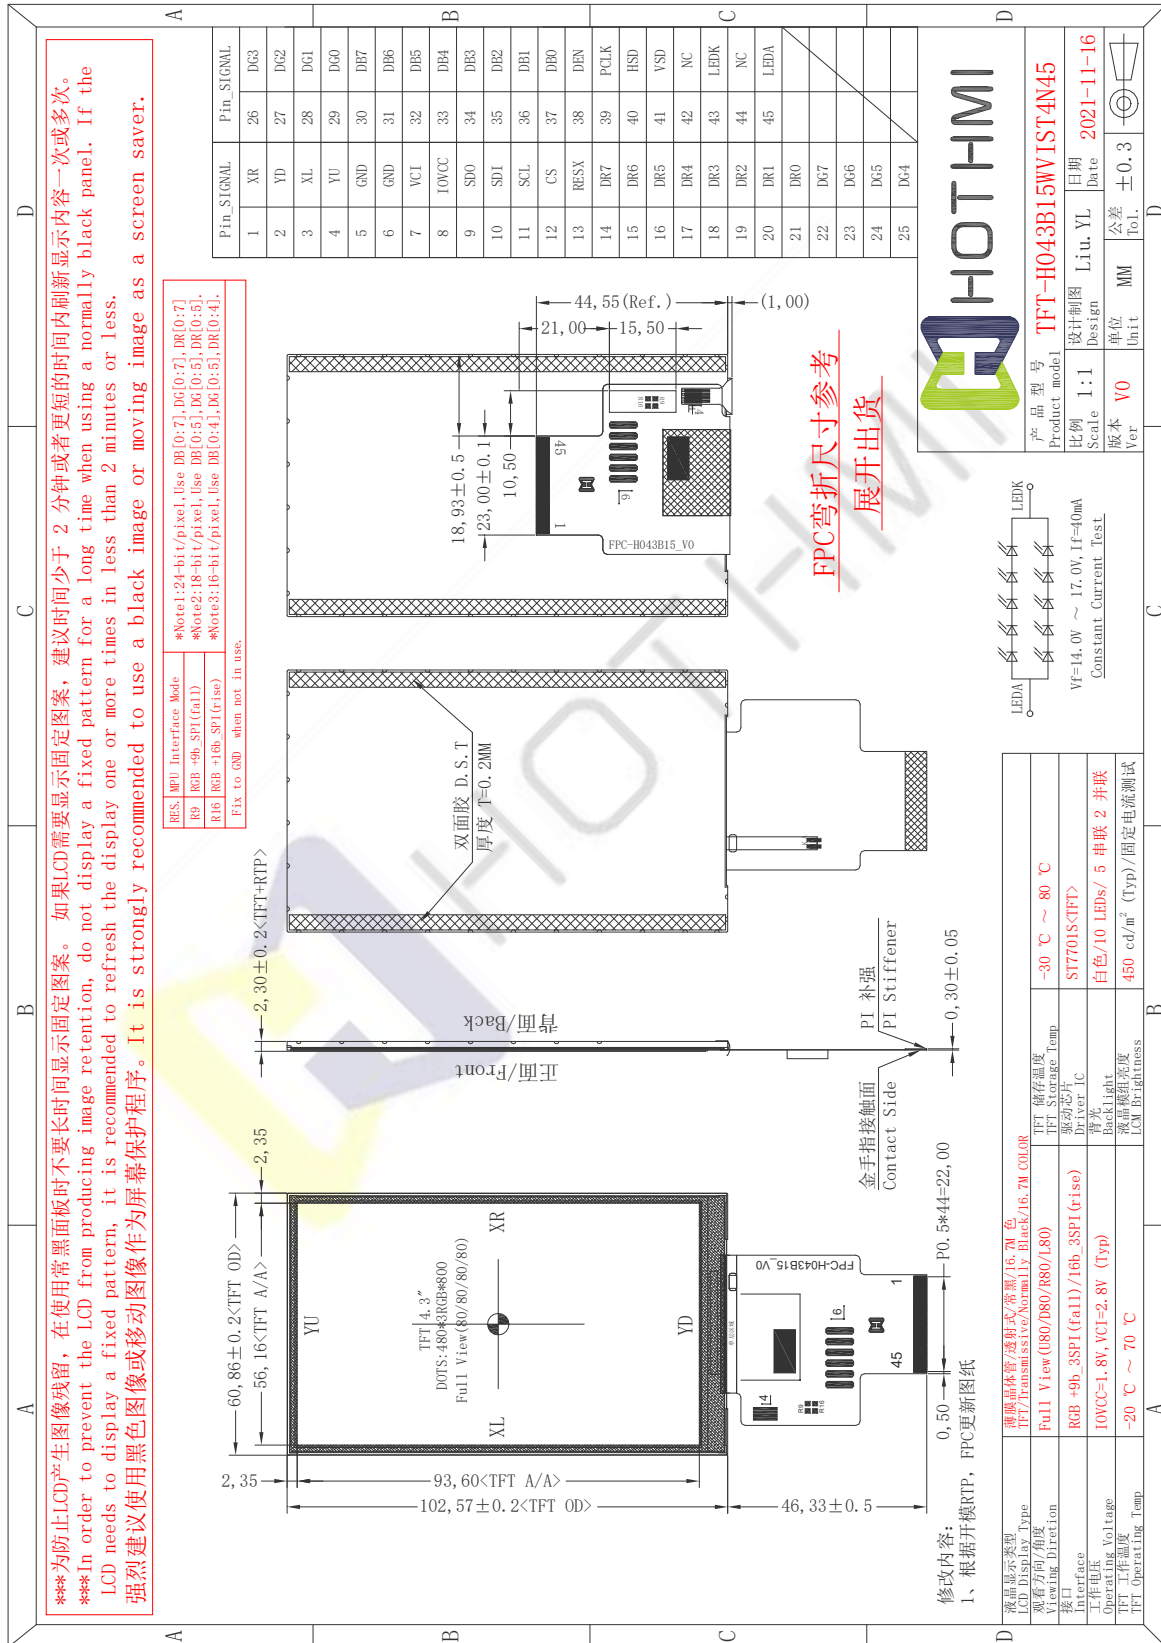 ***为防止LCD产生图像残留，在使用常黑面板时不要长时间显示固定图案。 如果LCD需要显示固定图案，建议时间少于 2 分钟或者更短的时间内刷新显示内容一次或多次。
***In order to prevent the LCD from producing image retention, do not display a fixed pattern for a long time when using a normally black panel. If the
LCD needs to display a fixed pattern, it is recommended to refresh the display one or more times in less than 2 minutes or less.
强烈建议使用黑色图像或移动图像作为屏幕保护程序。It is strongly recommended to use a black image or moving image as a screen saver.
RES. MPU Interface Mode
R9 RGB +9b_SPI(fall)
R16 RGB +16b_SPI(rise)
*Note1:24-bit/pixel,Use DB[0:7],DG[0:7],DR[0:7]
*Note2:18-bit/pixel,Use DB[0:5],DG[0:5],DR[0:5].
*Note3:16-bit/pixel,Use DB[0:4],DG[0:5],DR[0:4].
Fix to GND when not in use.
Pin_SIGNAL Pin_SIGNAL
1 XR 26 DG3
2 YD 27 DG2
3 XL 28 DG1
4 YU 29 DG0
5 GND 30 DB7
6 GND 31 DB6
7 VCI 32 DB5
8 IOVCC 33 DB4
9 SDO 34 DB3
10 SDI 35 DB2
11 SCL 36 DB1
12 CS 37 DB0
13 RESX 38 DEN
14 DR7 39 PCLK
15 DR6 40 HSD
16 DR5 41 VSD
17 DR4 42 NC
18 DR3 43 LEDK
19 DR2 44 NC
20 DR1 45 LEDA
21 DR0
22 DG7
23 DG6
24 DG5
25 DG4
60,86±0.2<TFT OD>
56,16<TFT A/A>
2,35
2,35
93,60<TFT A/A>
102,57±0.2<TFT OD>
46,33±0.5
YU
XL
XR
YD
TFT 4.3"
DOTS:480*3RGB*800
Full View(80/80/80/80)
FPC-H043B15_V0
L4
L6
R9
R16
45
1
0,50
P0.5*44=22,00
2,30±0.2<TFT+RTP>
正面/Front
背面/Back
金手指接触面
Contact Side
PI 补强
PI Stiffener
0,30±0.05
双面胶 D.S.T
厚度 T=0.2MM
18,93±0.5
23,00±0.1
10,50
44,55(Ref.)
21,00
15,50
(1,00)
1
45
FPC-H043B15_V0
R16
R9
FPC弯折尺寸参考
展开出货
修改内容:
1、根据开模RTP, FPC更新图纸
LEDA
LEDK
Vf=14.0V ~ 17.0V,If=40mA
Constant Current Test
液晶显示类型
LCD Display Type
薄膜晶体管/透射式/常黑/16.7M 色
TFT/Transmissive/Normally Black/16.7M COLOR
观看方向/角度
Viewing Diretion
Full View(U80/D80/R80/L80)
接口
Interface
RGB +9b_3SPI(fall)/16b_3SPI(rise)
工作电压
Operating Voltage
IOVCC=1.8V,VCI=2.8V (Typ)
TFT 工作温度
TFT Operating Temp
-20 ℃ ~ 70 ℃
TFT 储存温度
TFT Storage Temp
-30 ℃ ~ 80 ℃
驱动芯片
Driver IC
ST7701S<TFT>
背光
Backlight
白色/10 LEDs/ 5 串联 2 并联
液晶模组亮度
LCM Brightness
450 cd/m² (Typ)/固定电流测试
HOTHMI
产 品 型 号
Product model
TFT-H043B15WVIST4N45
比例
Scale
1:1
设计制图
Design
Liu.YL
日期
Date
2021-11-16
版本
Ver
V0
单位
Unit
MM
公差
Tol.
±0.3
A
B
C
D
A
B
C
D
A
B
C
D
A
B
C
D
HOTHMI